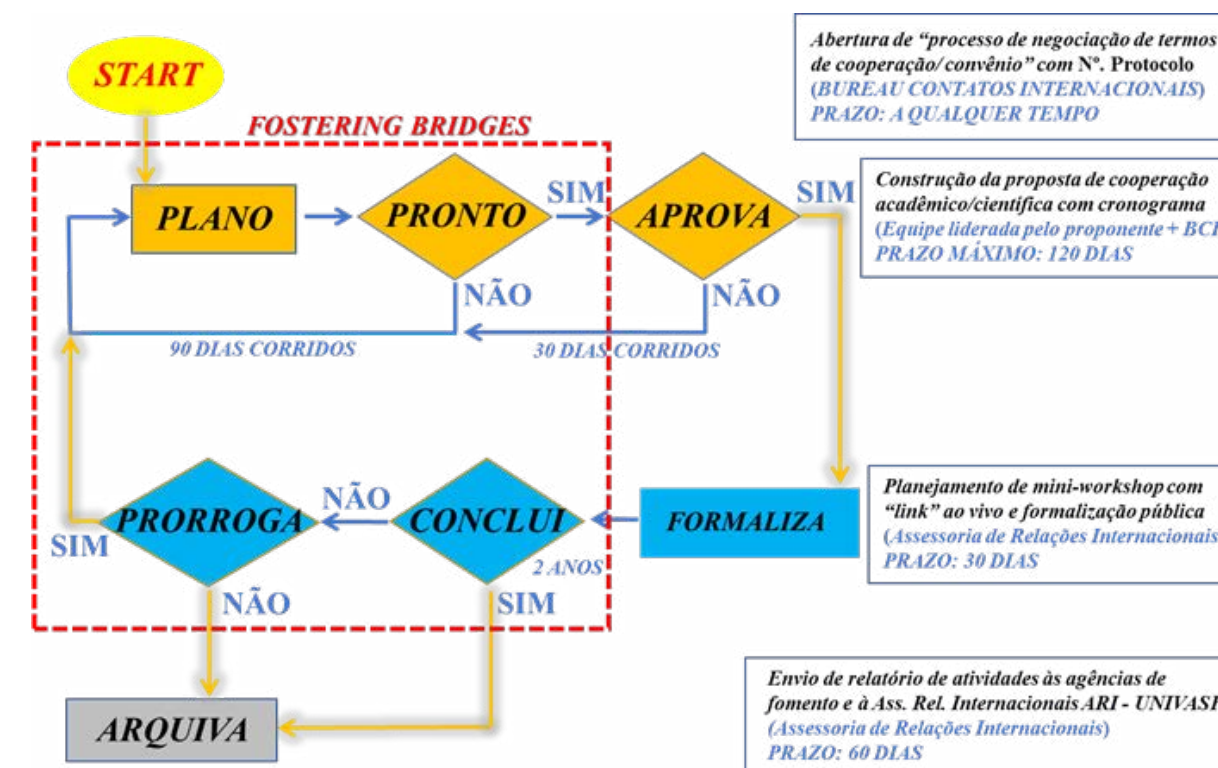 START
FOSTERING BRIDGES
PLANO
PRONTO
SIM
APROVA
SIM
NÃO
NÃO
90 DIAS CORRIDOS
30 DIAS CORRIDOS
PRORROGA
NÃO
CONCLUI
FORMALIZA
SIM
2 ANOS
NÃO
SIM
ARQUIVA
Abertura de “processo de negociação de termos
de cooperação/convênio” com Nº. Protocolo
(BUREAU CONTATOS INTERNACIONAIS)
PRAZO: A QUALQUER TEMPO
Construção da proposta de cooperação
acadêmico/científica com cronograma
(Equipe liderada pelo proponente + BCI
PRAZO MÁXIMO: 120 DIAS
Planejamento de mini-workshop com
“link” ao vivo e formalização pública
(Assessoria de Relações Internacionais
PRAZO: 30 DIAS
Envio de relatório de atividades às agências de
fomento e à Ass. Rel. Internacionais ARI - UNIVASF
(Assessoria de Relações Internacionais)
PRAZO: 60 DIAS